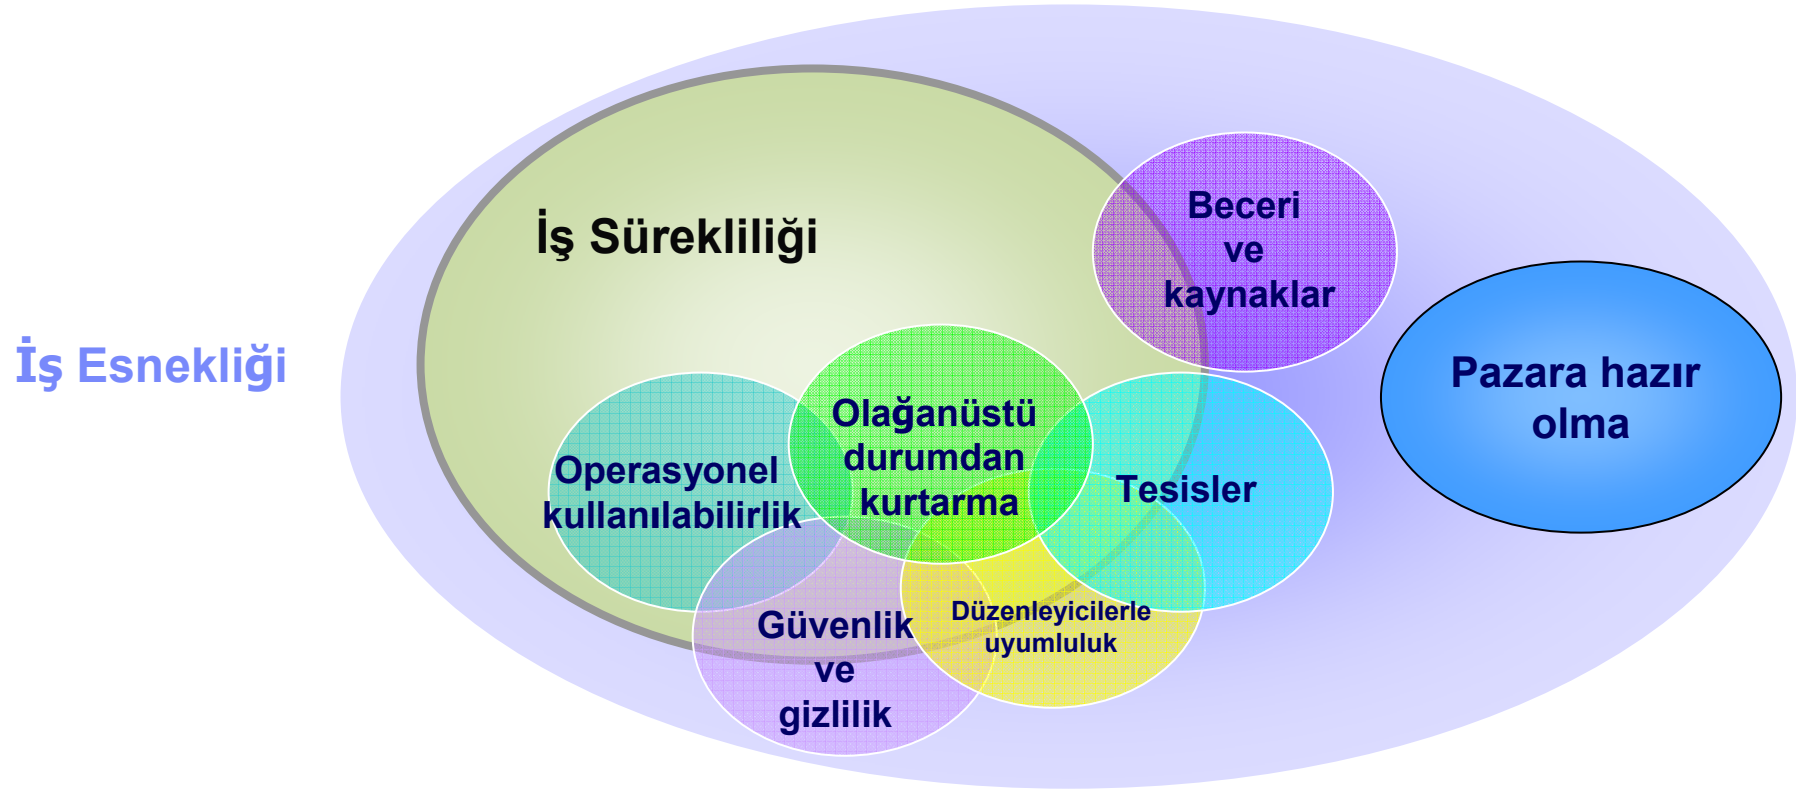 İş Sürekliliği
Beceri
ve
kaynaklar
İş Esnekliği
Pazara hazır
olma
Olağanüstü
durumdan
kurtarma
Operasyonel
kullanılabilirlik
Tesisler
Güvenlik
ve
gizlilik
Düzenleyicilerle
uyumluluk